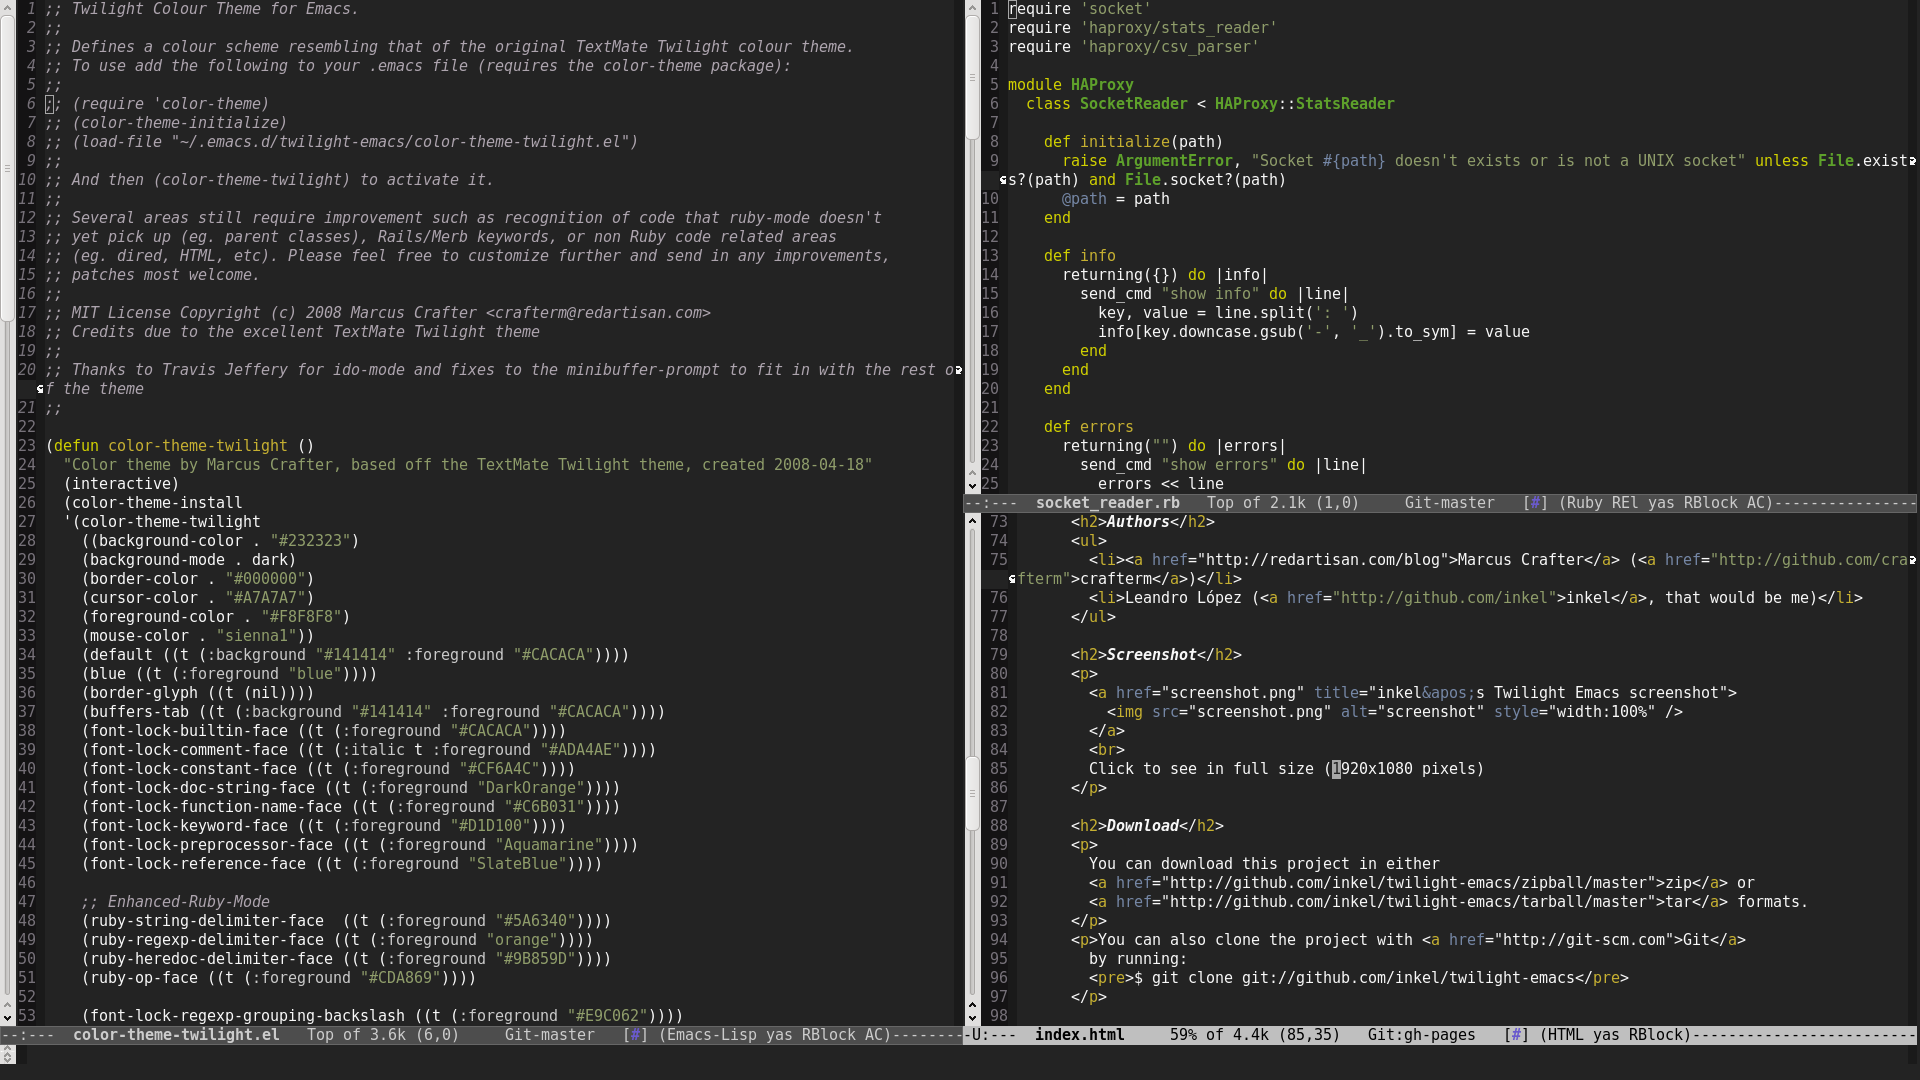 1 ;; Twilight Colour Theme for Emacs.
2 ;;
3 ;; Defines a colour scheme resembling that of the original TextMate Twilight colour theme.
4 ;; To use add the following to your .emacs file (requires the color-theme package):
5 ;;
6 ;; (require 'color-theme)
7 ;; (color-theme-initialize)
8 ;; (load-file "~/.emacs.d/twilight-emacs/color-theme-twilight.el")
9 ;;
10 ;; And then (color-theme-twilight) to activate it.
11 ;;
12 ;; Several areas still require improvement such as recognition of code that ruby-mode doesn't
13 ;; yet pick up (eg. parent classes), Rails/Merb keywords, or non Ruby code related areas
14 ;; (eg. dired, HTML, etc). Please feel free to customize further and send in any improvements,
15 ;; patches most welcome.
16 ;;
17 ;; MIT License Copyright (c) 2008 Marcus Crafter <crafterm@redartisan.com>
18 ;; Credits due to the excellent TextMate Twilight theme
19 ;;
20 ;; Thanks to Travis Jeffery for ido-mode and fixes to the minibuffer-prompt to fit in with the rest o
f the theme
21 ;;
22
23 (defun color-theme-twilight ()
24   "Color theme by Marcus Crafter, based off the TextMate Twilight theme, created 2008-04-18"
25   (interactive)
26   (color-theme-install
27   '(color-theme-twilight
28     ((background-color . "#232323")
29     (background-mode . dark)
30     (border-color . "#000000")
31     (cursor-color . "#A7A7A7")
32     (foreground-color . "#F8F8F8")
33     (mouse-color . "sienna1"))
34     (default ((t (:background "#141414" :foreground "#CACACA"))))
35     (blue ((t (:foreground "blue"))))
36     (border-glyph ((t (nil))))
37     (buffers-tab ((t (:background "#141414" :foreground "#CACACA"))))
38     (font-lock-builtin-face ((t (:foreground "#CACACA"))))
39     (font-lock-comment-face ((t (:italic t :foreground "#ADA4AE"))))
40     (font-lock-constant-face ((t (:foreground "#CF6A4C"))))
41     (font-lock-doc-string-face ((t (:foreground "DarkOrange"))))
42     (font-lock-function-name-face ((t (:foreground "#C6B031"))))
43     (font-lock-keyword-face ((t (:foreground "#D1D100"))))
44     (font-lock-preprocessor-face ((t (:foreground "Aquamarine"))))
45     (font-lock-reference-face ((t (:foreground "SlateBlue"))))
46
47     ;; Enhanced-Ruby-Mode
48     (ruby-string-delimiter-face  ((t (:foreground "#5A6340"))))
49     (ruby-regexp-delimiter-face ((t (:foreground "orange"))))
50     (ruby-heredoc-delimiter-face ((t (:foreground "#9B859D"))))
51     (ruby-op-face ((t (:foreground "#CDA869"))))
52
53     (font-lock-regexp-grouping-backslash ((t (:foreground "#E9C062"))))
--:---  color-theme-twilight.el   Top of 3.6k (6,0)     Git-master   [#] (Emacs-Lisp yas RBlock AC)--------
1 require 'socket'
2 require 'haproxy/stats_reader'
3 require 'haproxy/csv_parser'
4
5 module HAProxy
6   class SocketReader < HAProxy::StatsReader
7
8     def initialize(path)
9       raise ArgumentError, "Socket #{path} doesn't exists or is not a UNIX socket" unless File.exist
s?(path) and File.socket?(path)
10       @path = path
11     end
12
13     def info
14       returning({}) do |info|
15         send_cmd "show info" do |line|
16           key, value = line.split(': ')
17           info[key.downcase.gsub('-', '_').to_sym] = value
18         end
19       end
20     end
21
22     def errors
23       returning("") do |errors|
24         send_cmd "show errors" do |line|
25           errors << line
--:---  socket_reader.rb   Top of 2.1k (1,0)     Git-master   [#] (Ruby REl yas RBlock AC)----------------
73       <h2>Authors</h2>
74       <ul>
75         <li><a href="http://redartisan.com/blog">Marcus Crafter</a> (<a href="http://github.com/cra
fterm">crafterm</a>)</li>
76         <li>Leandro López (<a href="http://github.com/inkel">inkel</a>, that would be me)</li>
77       </ul>
78
79       <h2>Screenshot</h2>
80       <p>
81         <a href="screenshot.png" title="inkel&apos;s Twilight Emacs screenshot">
82           <img src="screenshot.png" alt="screenshot" style="width:100%" />
83         </a>
84         <br>
85         Click to see in full size (1920x1080 pixels)
86       </p>
87
88       <h2>Download</h2>
89       <p>
90         You can download this project in either
91         <a href="http://github.com/inkel/twilight-emacs/zipball/master">zip</a> or
92         <a href="http://github.com/inkel/twilight-emacs/tarball/master">tar</a> formats.
93       </p>
94       <p>You can also clone the project with <a href="http://git-scm.com">Git</a>
95         by running:
96         <pre>$ git clone git://github.com/inkel/twilight-emacs</pre>
97       </p>
98
-U:---  index.html     59% of 4.4k (85,35)   Git:gh-pages   [#] (HTML yas RBlock)-------------------------